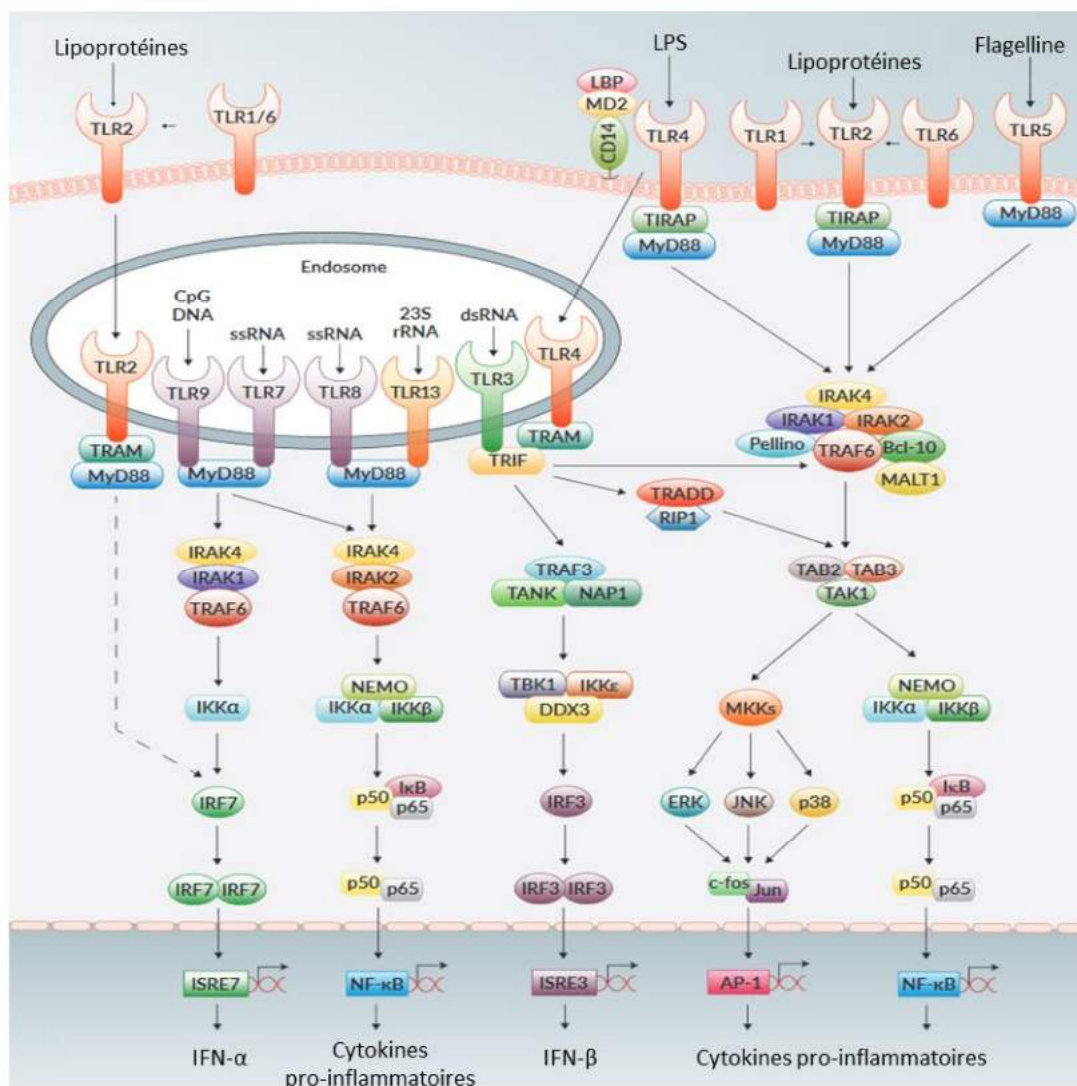 Lipoprotéines
LPS
Lipoprotéines
Flagelline
TLR2
TLR1/6
LBP
MD2
CD14
TLR4
TLR1
TLR2
TLR6
TLR5
TIRAP
MyD88
TIRAP
MyD88
MyD88
Endosome
CpG
DNA
ssRNA
ssRNA
23S
rRNA
dsRNA
TLR2
TLR9
TLR7
TLR8
TLR13
TLR3
TLR4
TRAM
MyD88
MyD88
MyD88
TRIF
TRAM
IRAK4
IRAK1
IRAK2
Pellino
TRAF6
Bcl-10
MALT1
TRADD
RIP1
IRAK4
IRAK1
TRAF6
IRAK4
IRAK2
TRAF6
TRAF3
TANK
NAP1
TAB2
TAB3
TAK1
IKKα
NEMO
IKKα
IKKβ
TBK1
IKKε
DDX3
MKKs
NEMO
IKKα
IKKβ
IRF7
p50
IκB
p65
IRF3
ERK
JNK
p38
p50
IκB
p65
IRF7
IRF7
p50
p65
IRF3
IRF3
c-fos
Jun
p50
p65
ISRE7
NF-κB
ISRE3
AP-1
NF-κB
IFN-α
Cytokines
pro-inflammatoires
IFN-β
Cytokines pro-inflammatoires